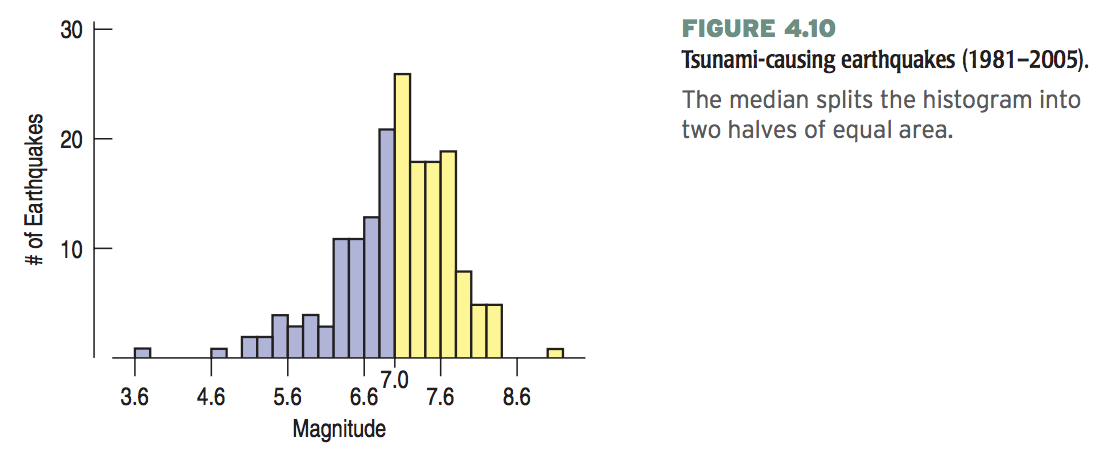 30
20
10
# of Earthquakes
3.6
4.6
5.6
6.6
7.0
7.6
8.6
Magnitude
FIGURE 4.10
Tsunami-causing earthquakes (1981–2005).
The median splits the histogram into
two halves of equal area.